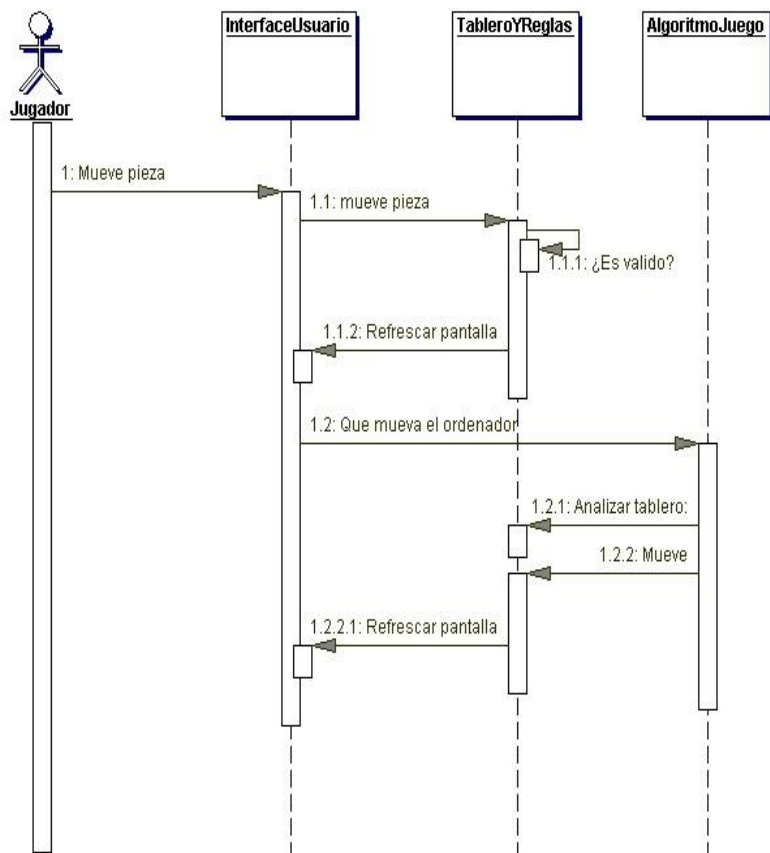 InterfaceUsuario
TableroYReglas
AlgoritmoJuego
Jugador
1: Mueve pieza
1.1: mueve pieza
1.1.1: ¿Es valido?
1.1.2: Refrescar pantalla
1.2: Que mueva el ordenador
1.2.1: Analizar tablero:
1.2.2: Mueve
1.2.2.1: Refrescar pantalla